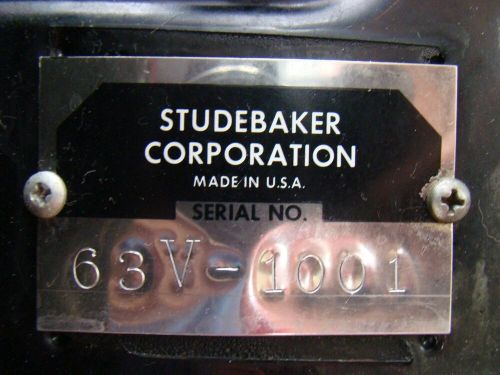 STUDEBAKER
CORPORATION
MADE IN U.S.A.
SERIAL NO.
63V-1001